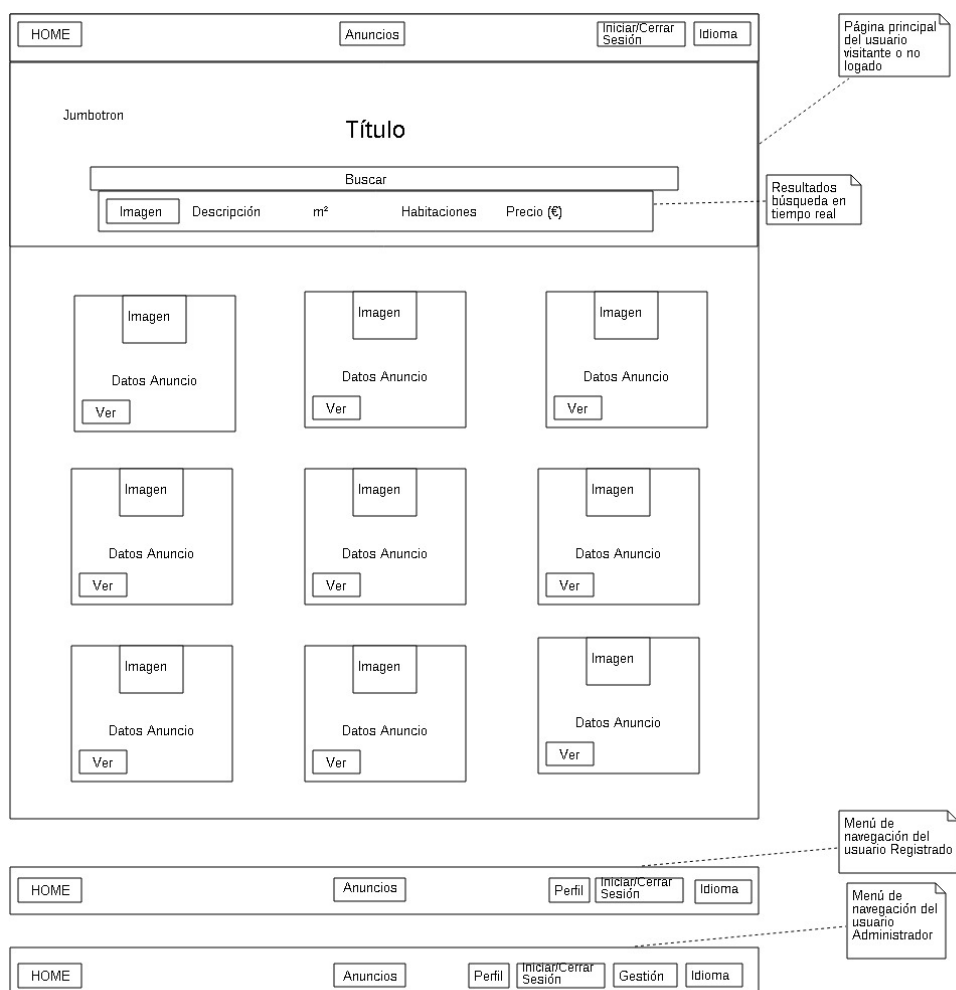 HOME
Anuncios
Iniciar/Cerrar
Sesión
Idioma
Página principal
del usuario
visitante o no
logado
Jumbotron
Título
Buscar
Imagen
Descripción
m²
Habitaciones
Precio (€)
Resultados
búsqueda en
tiempo real
Imagen
Imagen
Imagen
Datos Anuncio
Datos Anuncio
Datos Anuncio
Ver
Ver
Ver
Imagen
Imagen
Imagen
Datos Anuncio
Datos Anuncio
Datos Anuncio
Ver
Ver
Ver
Imagen
Imagen
Imagen
Datos Anuncio
Datos Anuncio
Datos Anuncio
Ver
Ver
Ver
Menú de
navegación del
usuario Registrado
HOME
Anuncios
Perfil
Iniciar/Cerrar
Sesión
Idioma
Menú de
navegación del
usuario
Administrador
HOME
Anuncios
Perfil
Iniciar/Cerrar
Sesión
Gestión
Idioma